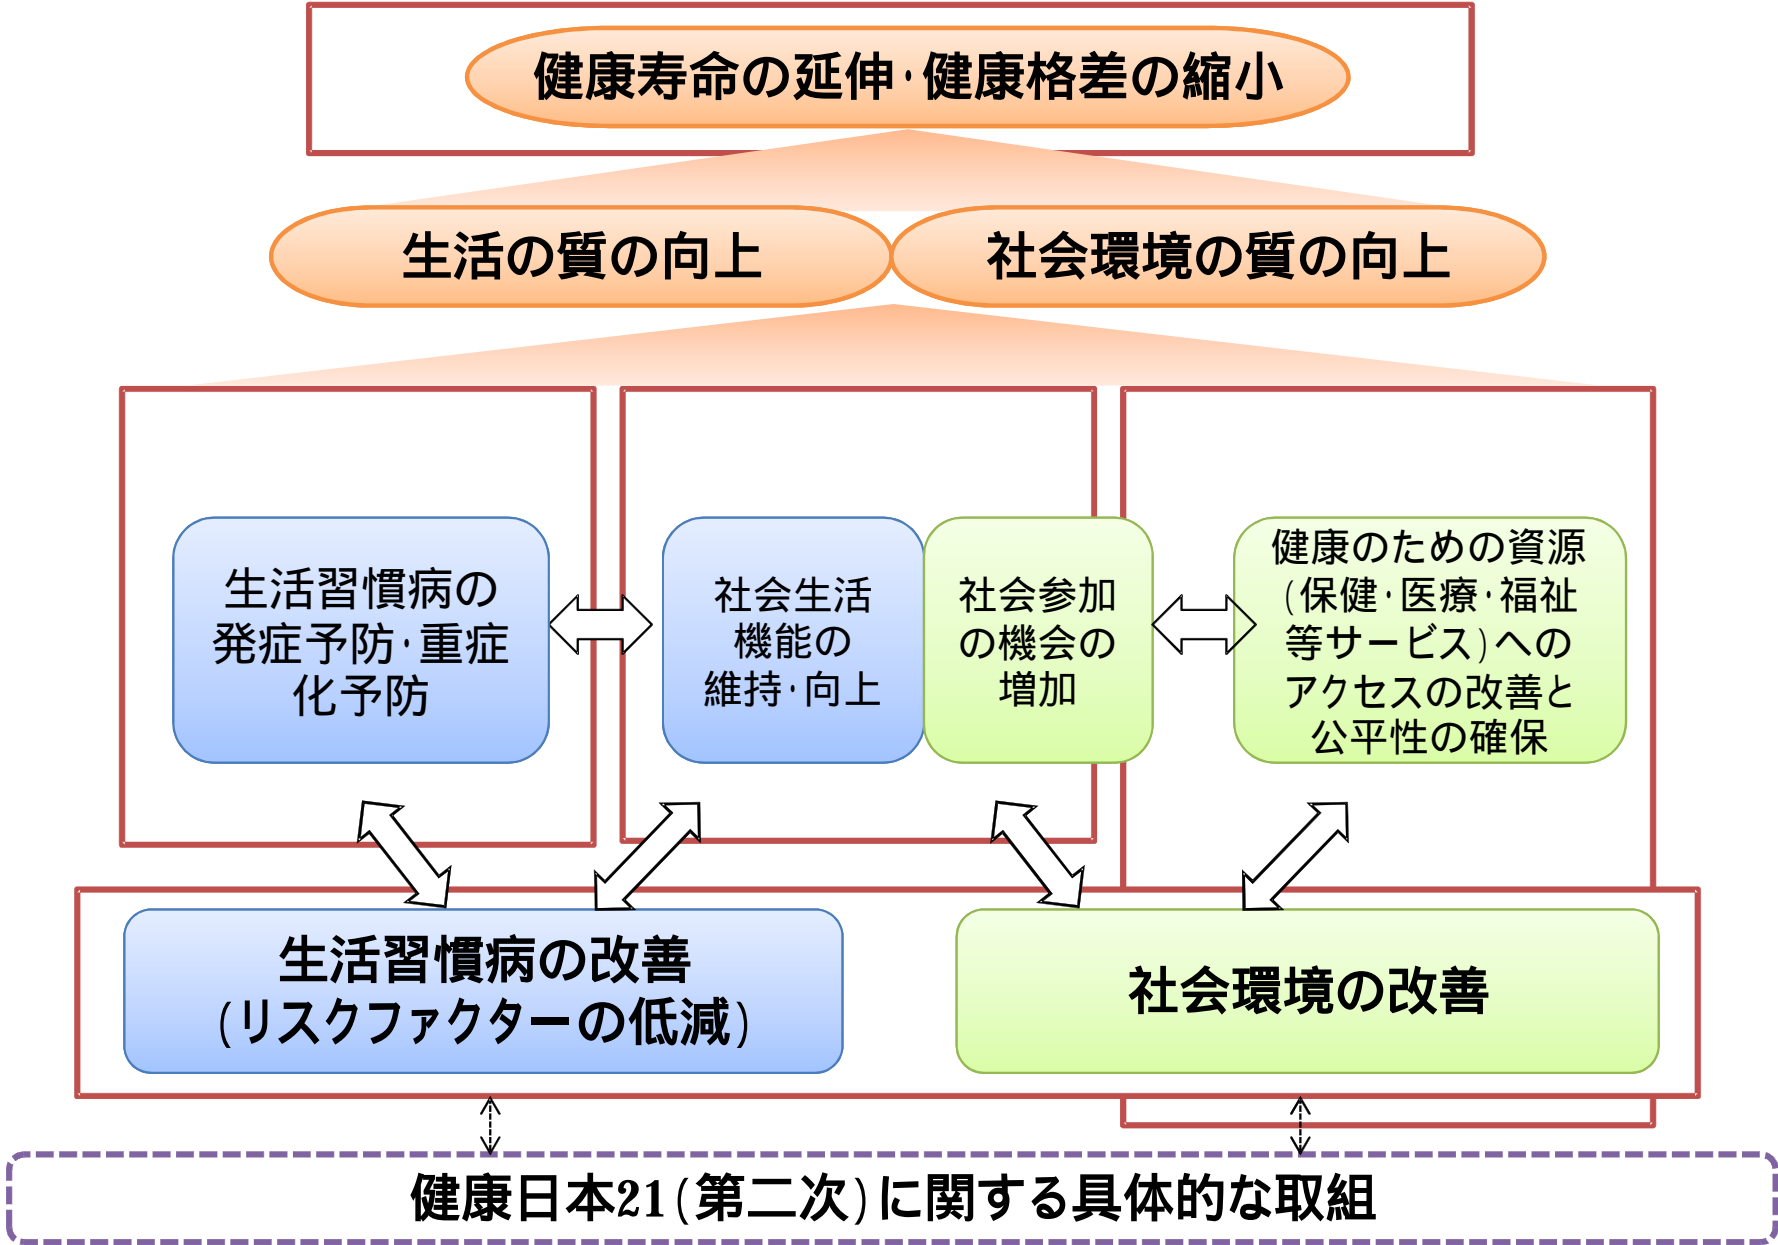 健康寿命の延伸・健康格差の縮小
生活の質の向上
社会環境の質の向上
生活習慣病の
発症予防・重症
化予防
社会生活
機能の
維持・向上
社会参加
の機会の
増加
健康のための資源
(保健・医療・福祉
等サービス)への
アクセスの改善と
公平性の確保
生活習慣病の改善
(リスクファクターの低減)
社会環境の改善
健康日本21(第二次)に関する具体的な取組